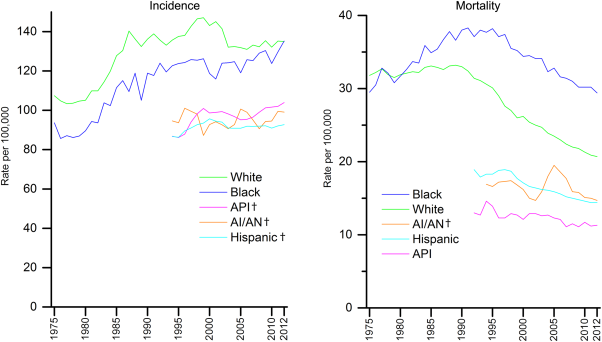 Incidence
Rate per 100,000
140
120
100
80
60
40
20
0
1975
1980
1985
1990
1995
2000
2005
2010
2012
White
Black
API†
AI/AN†
Hispanic †
Mortality
Rate per 100,000
40
30
20
10
0
1975
1980
1985
1990
1995
2000
2005
2010
2012
Black
White
AI/AN†
Hispanic
API